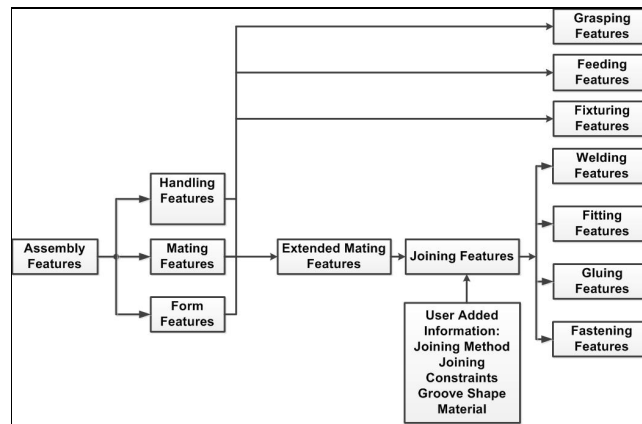 Grasping
Features
Feeding
Features
Fixturing
Features
Handling
Features
Welding
Features
Fitting
Features
Assembly
Features
Mating
Features
Extended Mating
Features
Joining Features
Form
Features
User Added
Information:
Joining Method
Joining
Constraints
Groove Shape
Material
Gluing
Features
Fastening
Features